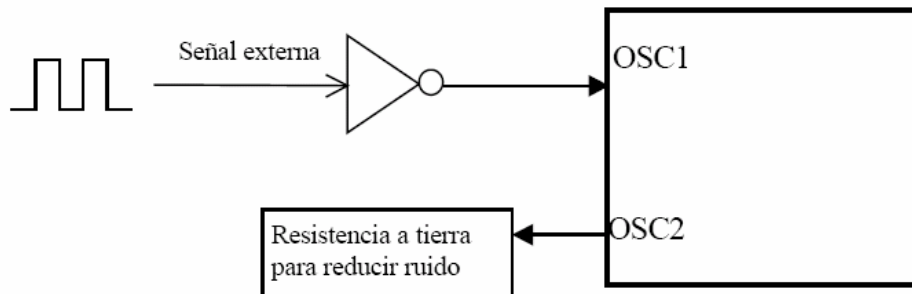 Señal externa
OSC1
OSC2
Resistencia a tierra
para reducir ruido